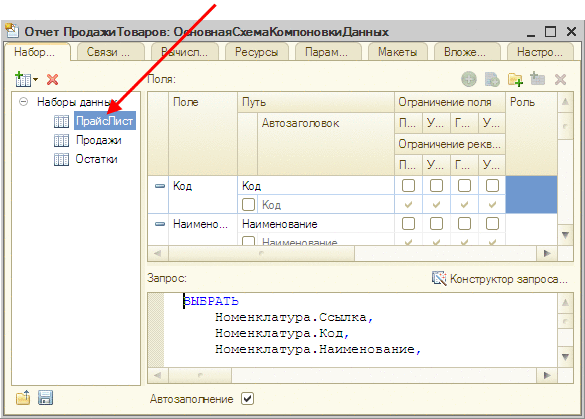 Отчет ПродажиТоваров: ОсновнаяСхемаКомпоновкиДанных
Набор... Связи ... Вычисл... Ресурсы Парам... Макеты Вложе... Настро...
Поля:
Наборы данных
ПрайсЛист
Продажи
Остатки
Поле Путь Ограничение поля Роль
Автозаголовок П... У... Г... У...
Ограничение рекв...
П... У... Г... У...
Код Код
Код
Наимено... Наименование
Наименование
Запрос: Конструктор запроса...
ВЫБРАТЬ
Номенклатура.Ссылка,
Номенклатура.Код,
Номенклатура.Наименование,
Автозаполнение